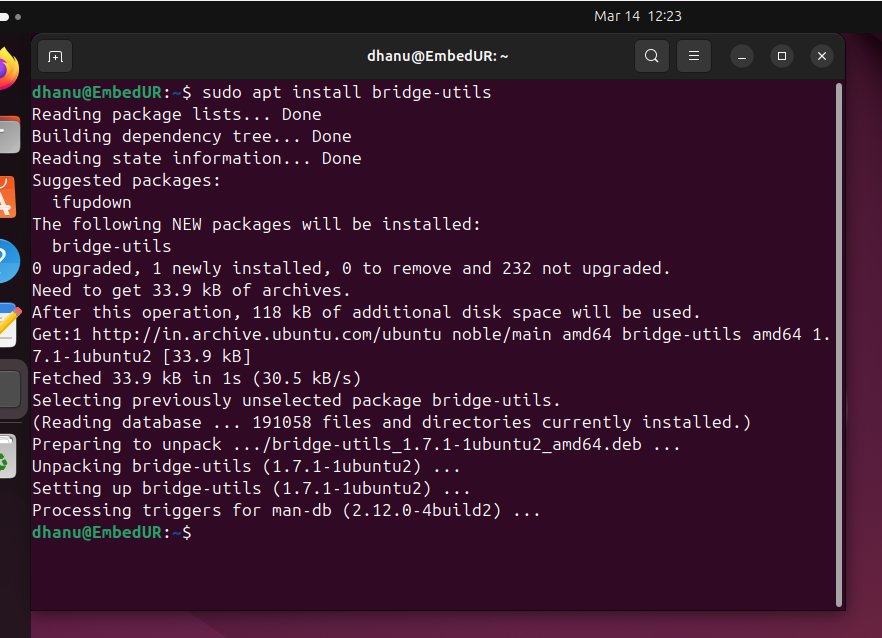 Mar 14 12:23
dhanu@EmbedUR: ~
dhanu@EmbedUR:~$ sudo apt install bridge-utils
Reading package lists... Done
Building dependency tree... Done
Reading state information... Done
Suggested packages:
  ifupdown
The following NEW packages will be installed:
  bridge-utils
0 upgraded, 1 newly installed, 0 to remove and 232 not upgraded.
Need to get 33.9 kB of archives.
After this operation, 118 kB of additional disk space will be used.
Get:1 http://in.archive.ubuntu.com/ubuntu noble/main amd64 bridge-utils amd64 1.
7.1-1ubuntu2 [33.9 kB]
Fetched 33.9 kB in 1s (30.5 kB/s)
Selecting previously unselected package bridge-utils.
(Reading database ... 191058 files and directories currently installed.)
Preparing to unpack .../bridge-utils_1.7.1-1ubuntu2_amd64.deb ...
Unpacking bridge-utils (1.7.1-1ubuntu2) ...
Setting up bridge-utils (1.7.1-1ubuntu2) ...
Processing triggers for man-db (2.12.0-4build2) ...
dhanu@EmbedUR:~$